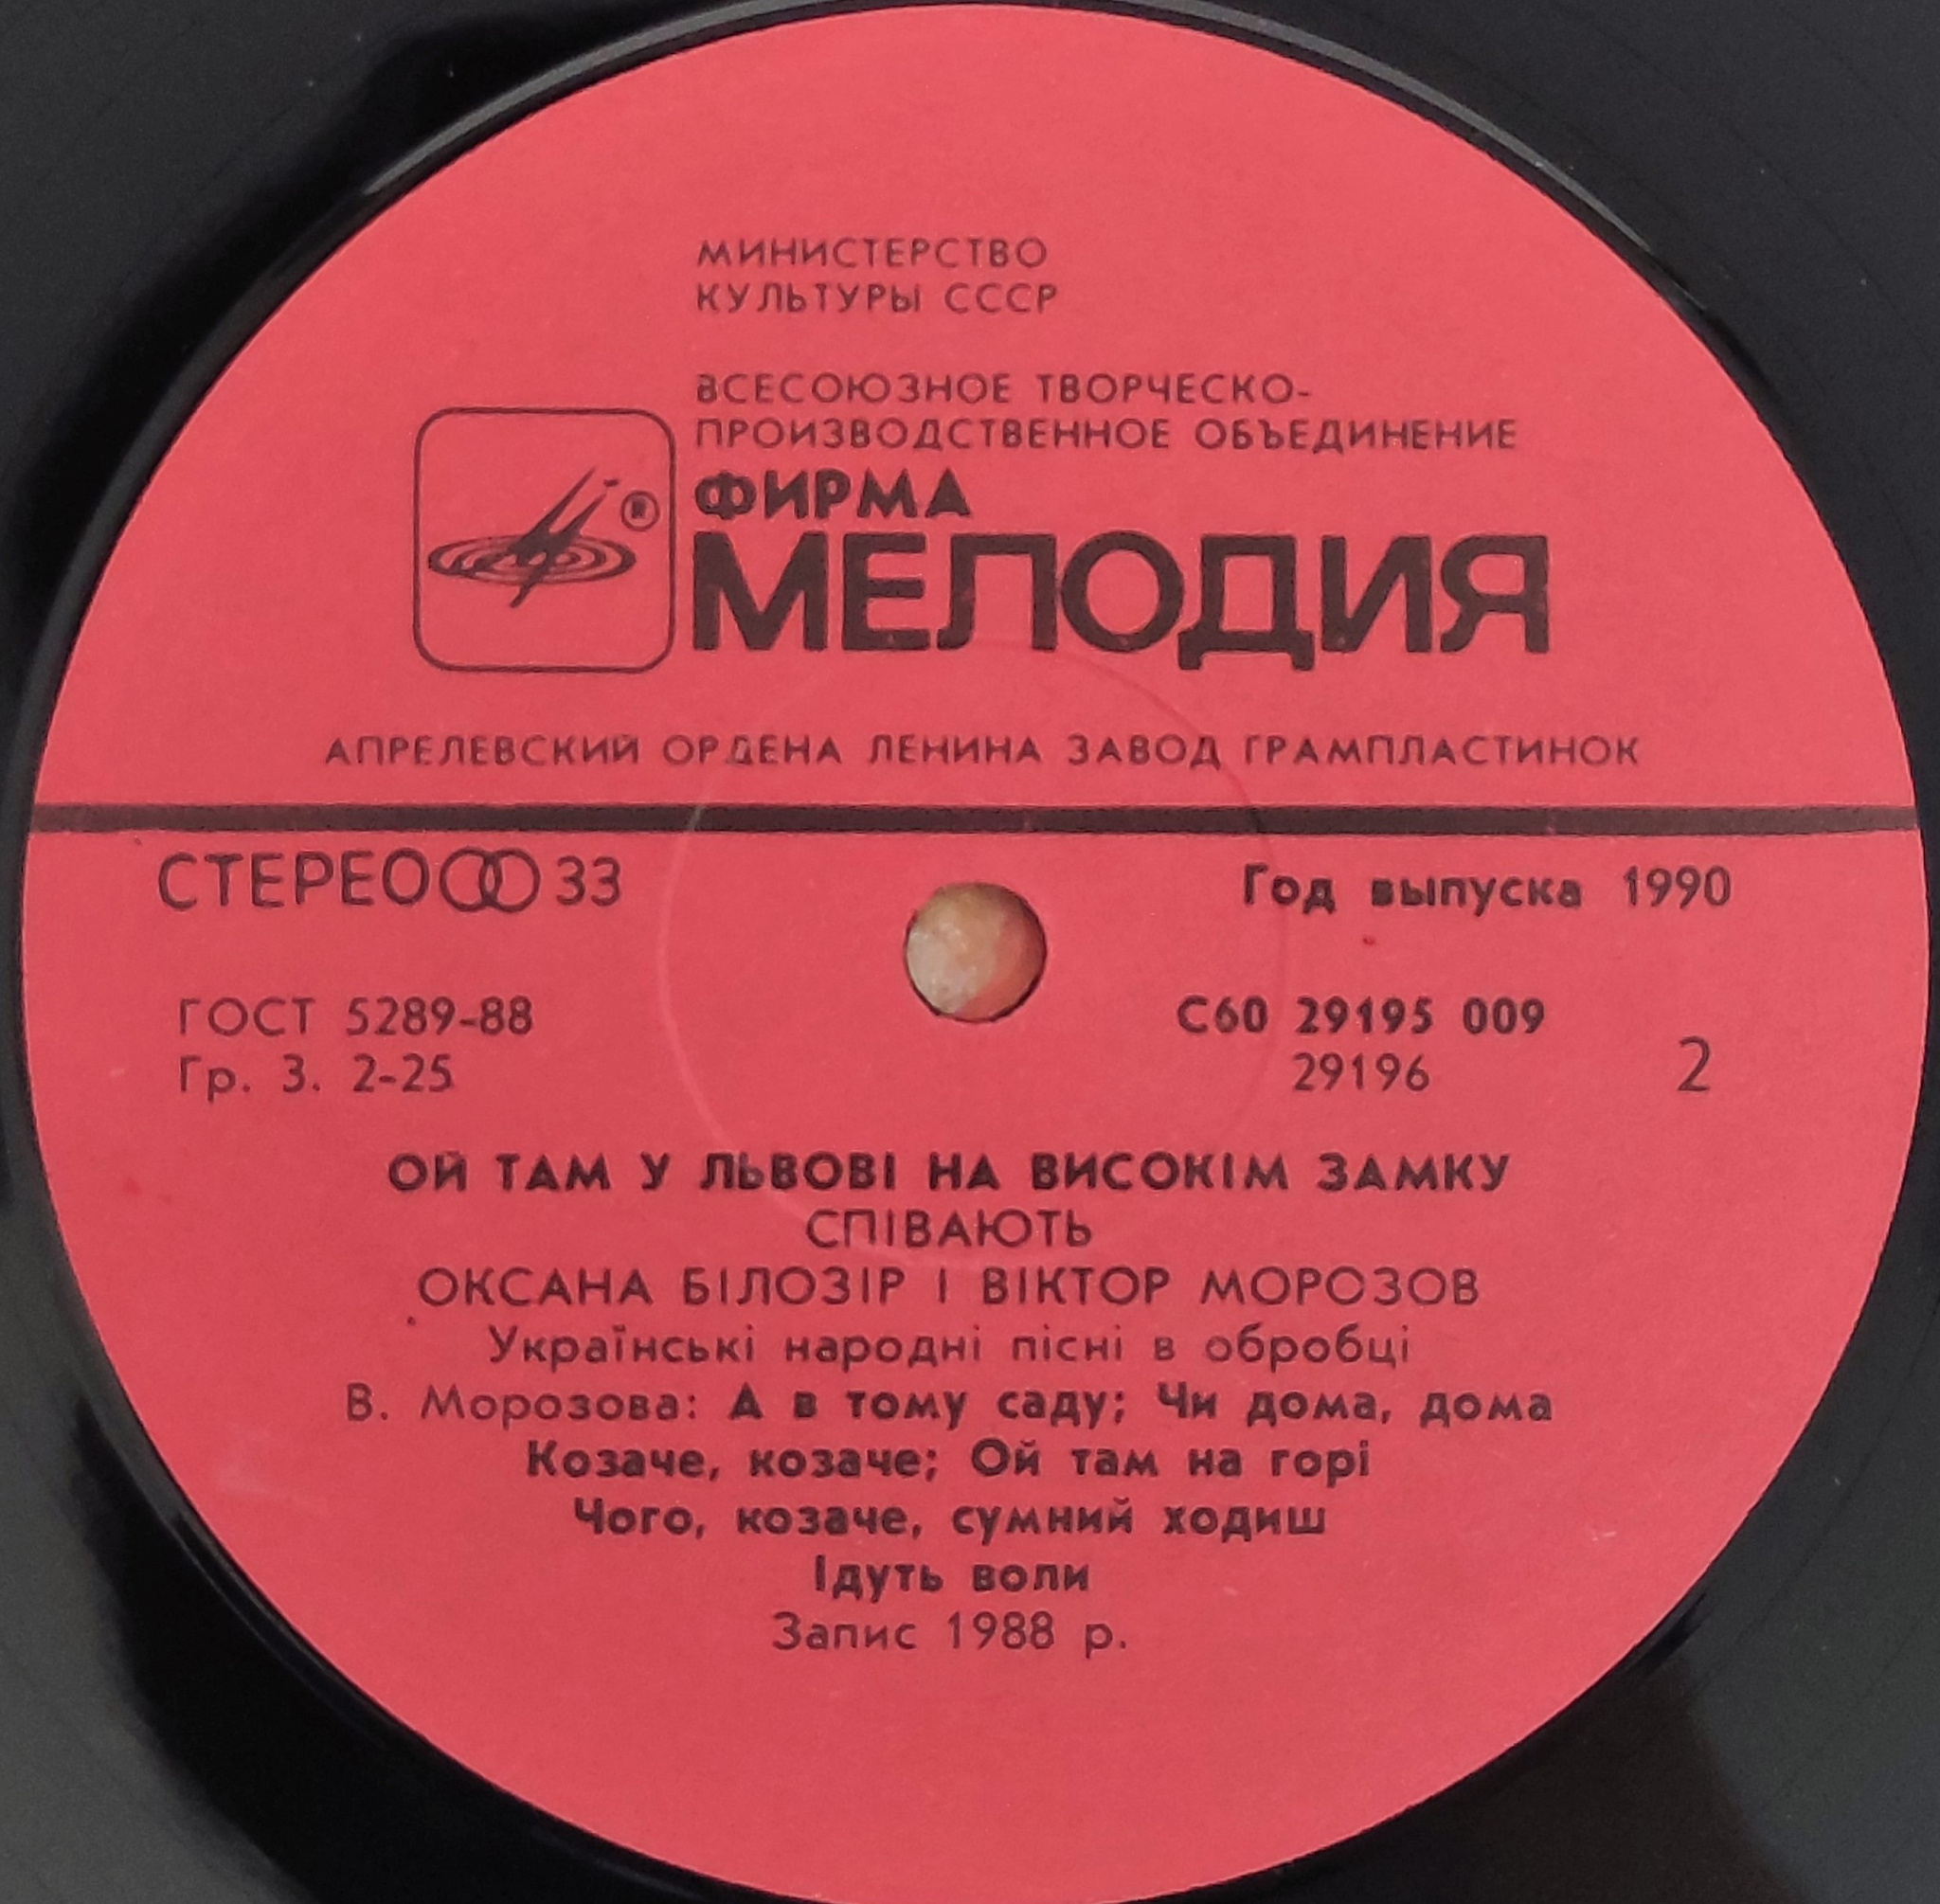 МИНИСТЕРСТВО
КУЛЬТУРЫ СССР
ВСЕСОЮЗНОЕ ТВОРЧЕСКО-
ПРОИЗВОДСТВЕННОЕ ОБЪЕДИНЕНИЕ
ФИРМА
®
МЕЛОДИЯ
АПРЕЛЕВСКИЙ ОРДЕНА ЛЕНИНА ЗАВОД ГРАМПЛАСТИНОК
СТЕРЕО 33
Год выпуска 1990
ГОСТ 5289-88
С60 29195 009
Гр. 3. 2-25
29196
2
ОЙ ТАМ У ЛЬВОВІ НА ВИСОКІМ ЗАМКУ
СПІВАЮТЬ
ОКСАНА БІЛОЗІР І ВІКТОР МОРОЗОВ
Українські народні пісні в обробці
В. Морозова: А в тому саду; Чи дома, дома
Козаче, козаче; Ой там на горі
Чого, козаче, сумний ходиш
Ідуть воли
Запис 1988 р.